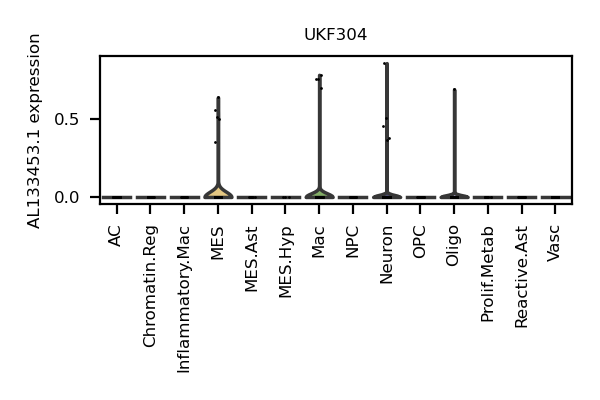 UKF304
AL133453.1 expression
0.5
0.0
AC
Chromatin.Reg
Inflammatory.Mac
MES
MES.Ast
MES.Hyp
Mac
NPC
Neuron
OPC
Oligo
Prolif.Metab
Reactive.Ast
Vasc